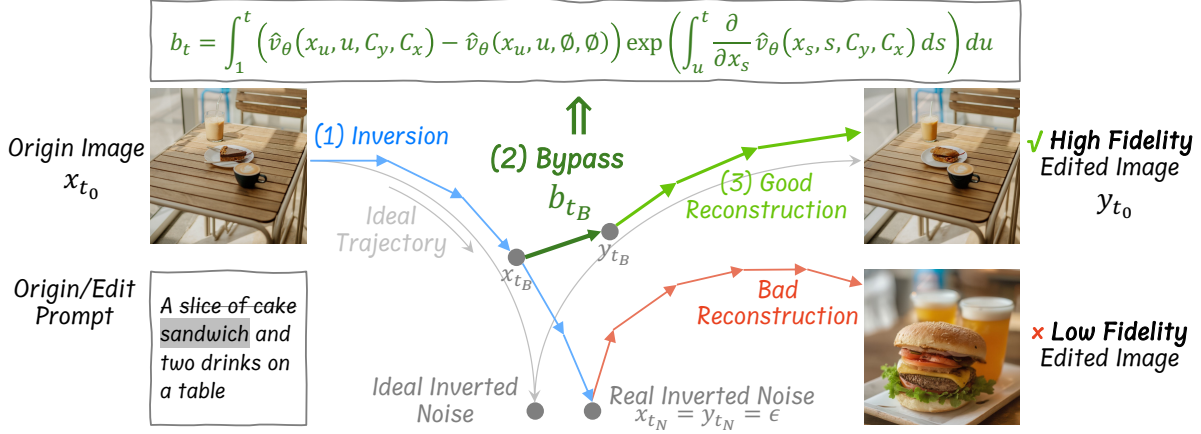 b_t = ∫_1^t (v̂_θ(x_u, u, C_y, C_x) − v̂_θ(x_u, u, ∅, ∅)) exp(∫_u^t ∂/∂x_s v̂_θ(x_s, s, C_y, C_x) ds) du
Origin Image
x_{t_0}
(1) Inversion
Ideal
Trajectory
⇑
(2) Bypass
b_{t_B}
x_{t_B}
y_{t_B}
(3) Good
Reconstruction
√ High Fidelity
Edited Image
y_{t_0}
Origin/Edit
Prompt
A slice of cake
sandwich and
two drinks on
a table
Ideal Inverted
Noise
Bad
Reconstruction
Real Inverted Noise
x_{t_N} = y_{t_N} = ϵ
× Low Fidelity
Edited Image